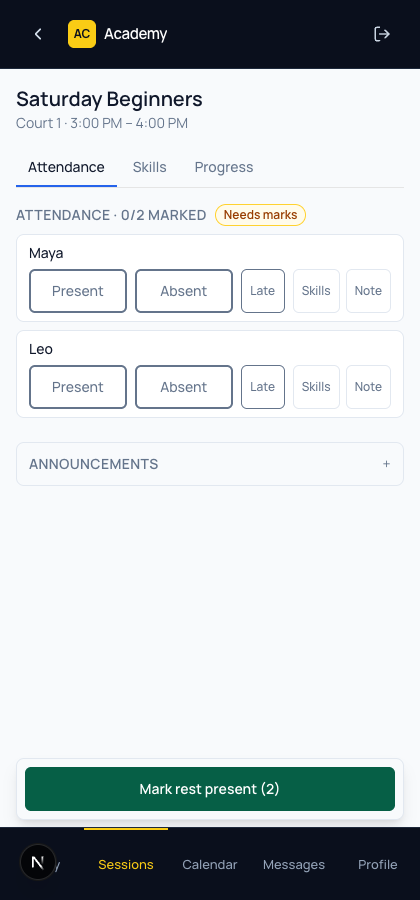 AC Academy
Saturday Beginners
Court 1 · 3:00 PM – 4:00 PM
Attendance Skills Progress
ATTENDANCE · 0/2 MARKED Needs marks
Maya
Present Absent Late Skills Note
Leo
Present Absent Late Skills Note
ANNOUNCEMENTS +
Mark rest present (2)
N Sessions Calendar Messages Profile